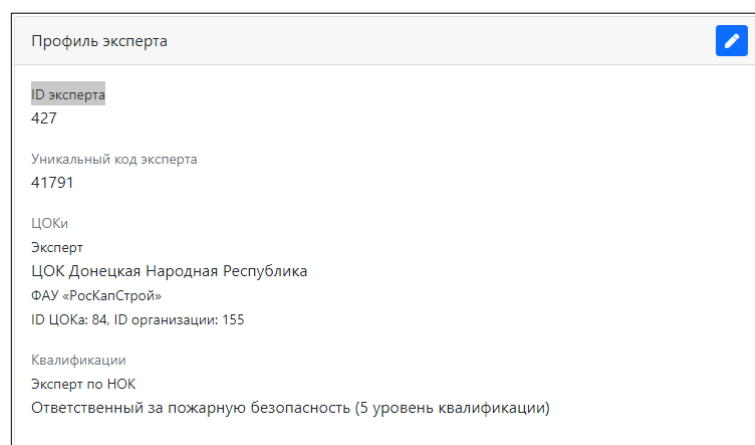 Профиль эксперта
ID эксперта
427
Уникальный код эксперта
41791
ЦОКи
Эксперт
ЦОК Донецкая Народная Республика
ФАУ «РосКапСтрой»
ID ЦОКа: 84, ID организации: 155
Квалификации
Эксперт по НОК
Ответственный за пожарную безопасность (5 уровень квалификации)